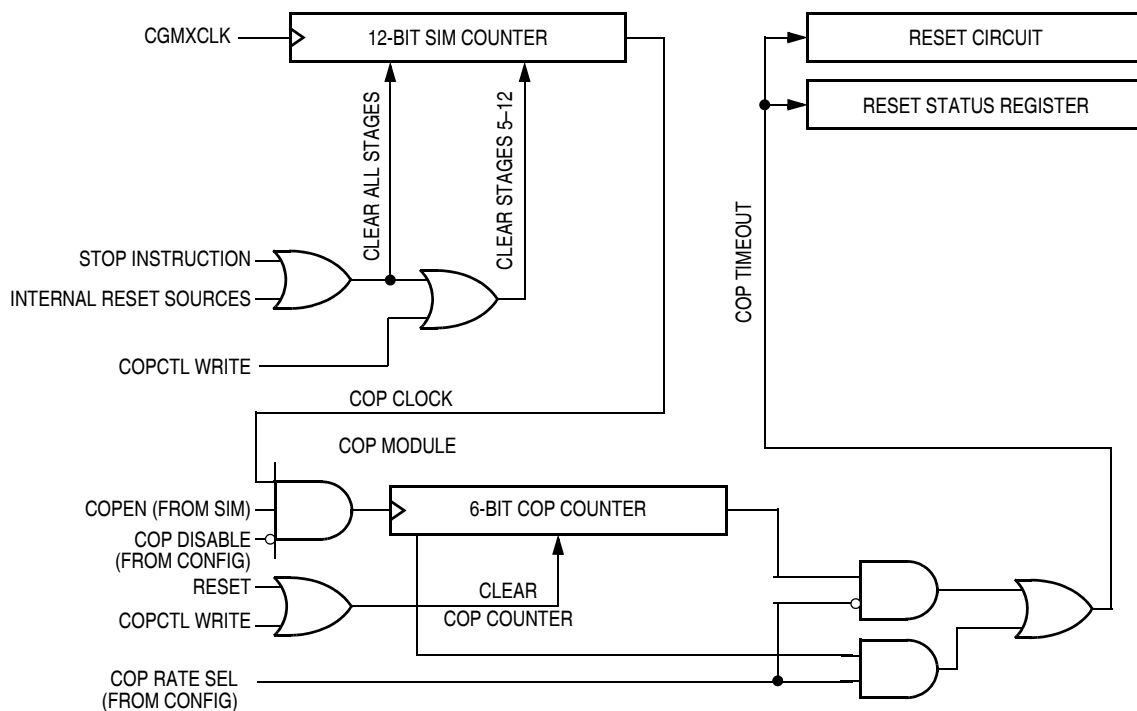 CGMXCLK
12-BIT SIM COUNTER
RESET CIRCUIT
RESET STATUS REGISTER
CLEAR ALL STAGES
CLEAR STAGES 5–12
COP TIMEOUT
STOP INSTRUCTION
INTERNAL RESET SOURCES
COPCTL WRITE
COP CLOCK
COP MODULE
COPEN (FROM SIM)
6-BIT COP COUNTER
COP DISABLE
(FROM CONFIG)
RESET
CLEAR
COP COUNTER
COPCTL WRITE
COP RATE SEL
(FROM CONFIG)